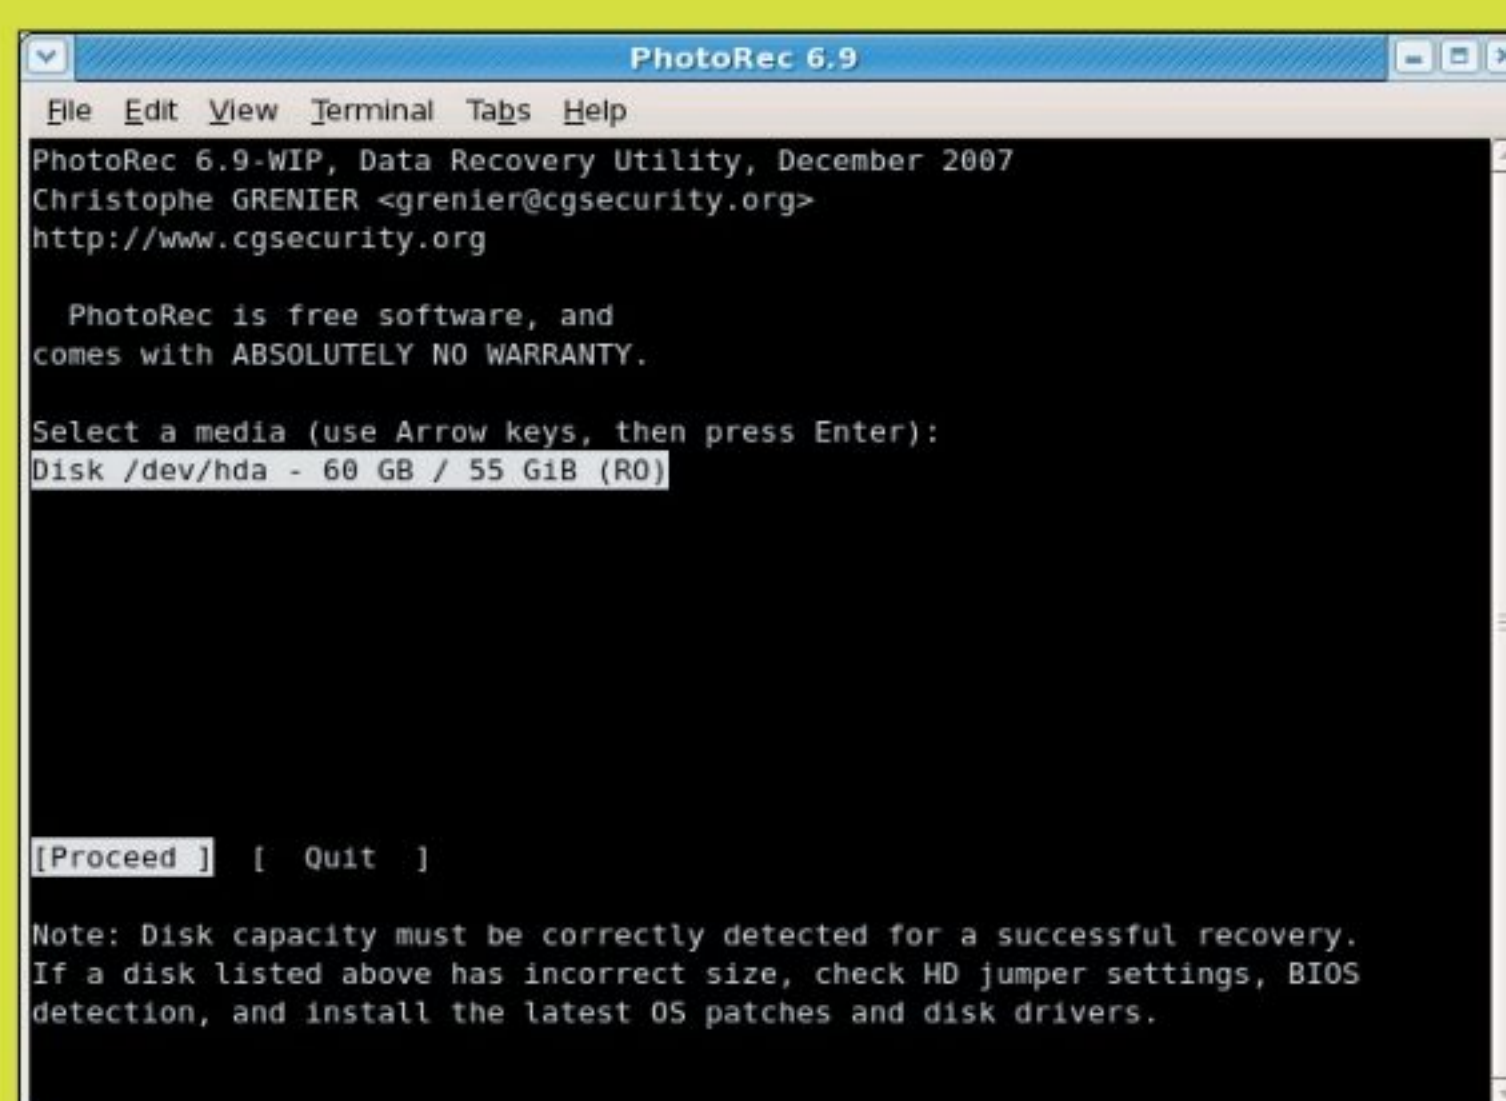 PhotoRec 6.9
File Edit View Terminal Tabs Help
PhotoRec 6.9-WIP, Data Recovery Utility, December 2007
Christophe GRENIER <grenier@cgsecurity.org>
http://www.cgsecurity.org
PhotoRec is free software, and
comes with ABSOLUTELY NO WARRANTY.
Select a media (use Arrow keys, then press Enter):
Disk /dev/hda - 60 GB / 55 GiB (RO)
[Proceed ] [ Quit ]
Note: Disk capacity must be correctly detected for a successful recovery.
If a disk listed above has incorrect size, check HD jumper settings, BIOS
detection, and install the latest OS patches and disk drivers.